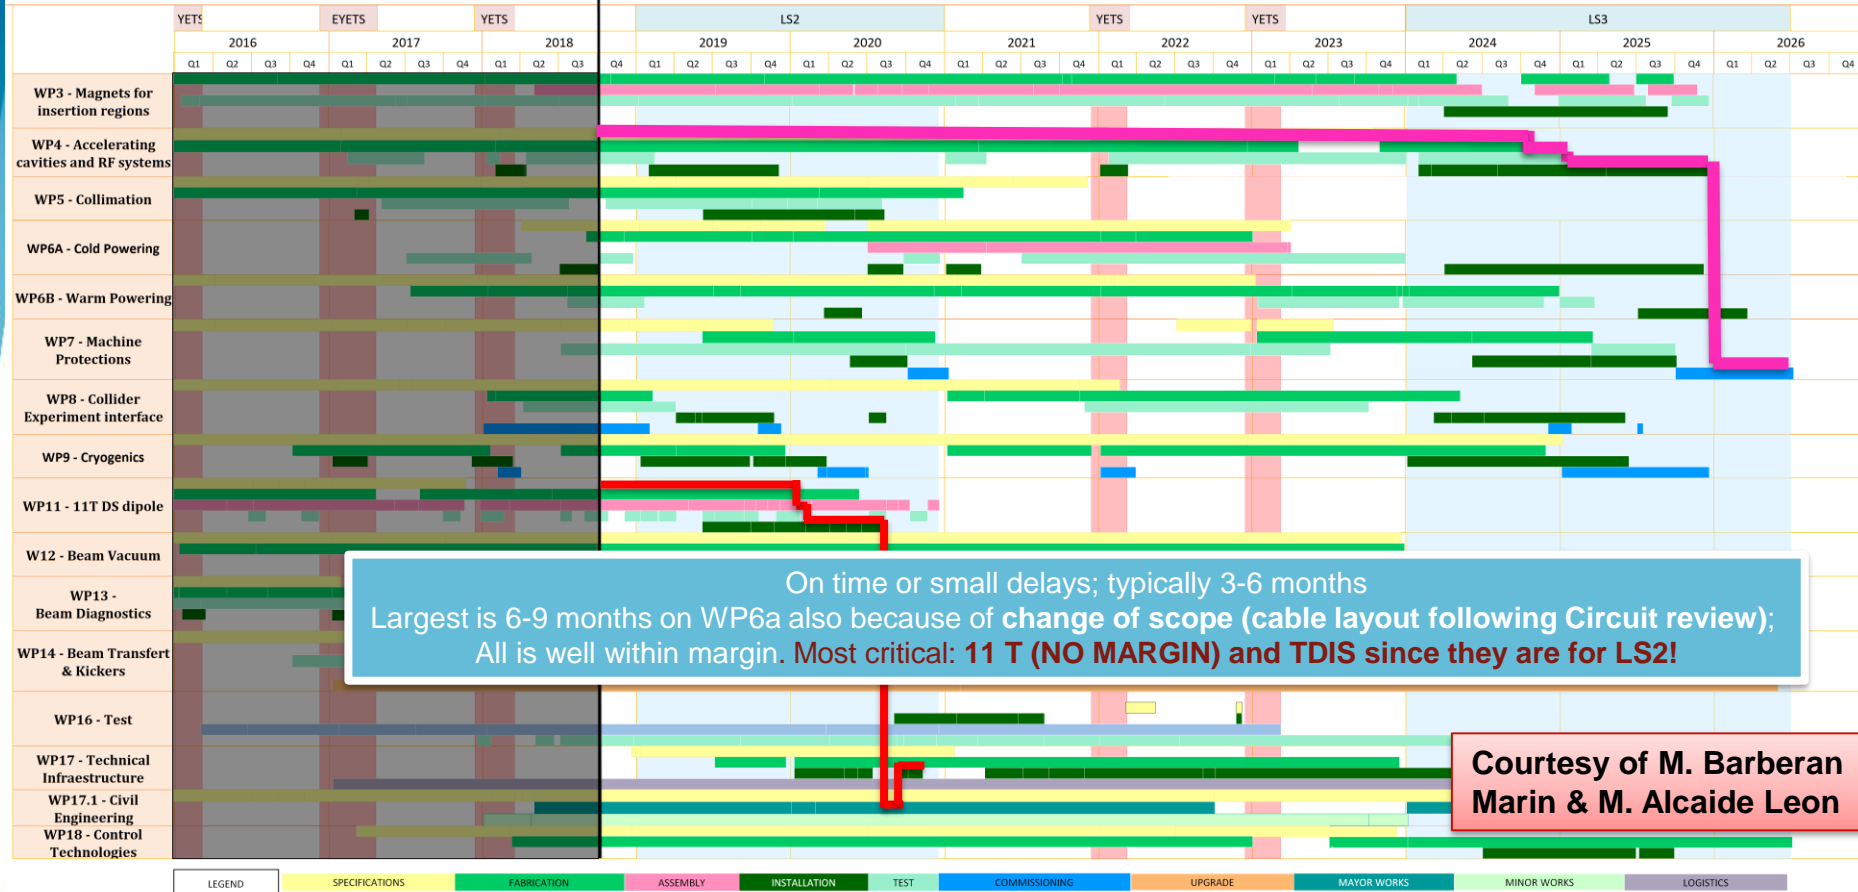 YETS EYETS YETS LS2 YETS YETS LS3
2016 2017 2018 2019 2020 2021 2022 2023 2024 2025 2026
Q1 Q2 Q3 Q4 Q1 Q2 Q3 Q4 Q1 Q2 Q3 Q4 Q1 Q2 Q3 Q4 Q1 Q2 Q3 Q4 Q1 Q2 Q3 Q4 Q1 Q2 Q3 Q4 Q1 Q2 Q3 Q4 Q1 Q2 Q3 Q4 Q1 Q2 Q3 Q4 Q1 Q2 Q3 Q4
WP3 - Magnets for
insertion regions
WP4 - Accelerating
cavities and RF systems
WP5 - Collimation
WP6A - Cold Powering
WP6B - Warm Powering
WP7 - Machine
Protections
WP8 - Collider
Experiment interface
WP9 - Cryogenics
WP11 - 11T DS dipole
W12 - Beam Vacuum
WP13 -
Beam Diagnostics
WP14 - Beam Transfert
& Kickers
WP16 - Test
WP17 - Technical
Infraestructure
WP17.1 - Civil
Engineering
WP18 - Control
Technologies
On time or small delays; typically 3-6 months
Largest is 6-9 months on WP6a also because of change of scope (cable layout following Circuit review);
All is well within margin. Most critical: 11 T (NO MARGIN) and TDIS since they are for LS2!
Courtesy of M. Barberan
Marin & M. Alcaide Leon
LEGEND SPECIFICATIONS FABRICATION ASSEMBLY INSTALLATION TEST COMMISSIONING UPGRADE MAYOR WORKS MINOR WORKS LOGISTICS